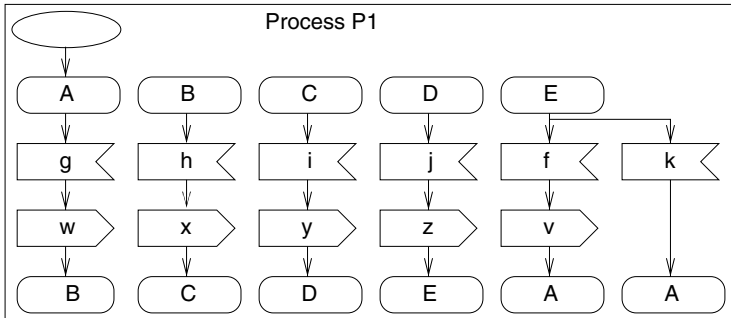 Process P1
A B C D E
g h i j f k
w x y z v
B C D E A A